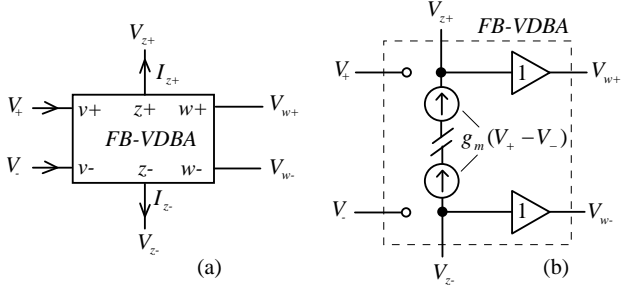 V_{z+}
I_{z+}
V_+ v+ z+ w+ V_{w+}
FB-VDBA
V_- v- z- w- V_{w-}
I_{z-}
V_{z-}
(a)
V_{z+} FB-VDBA
V_+ 1 V_{w+}
g_m(V_+ − V_−)
V_- 1 V_{w-}
V_{z-}
(b)